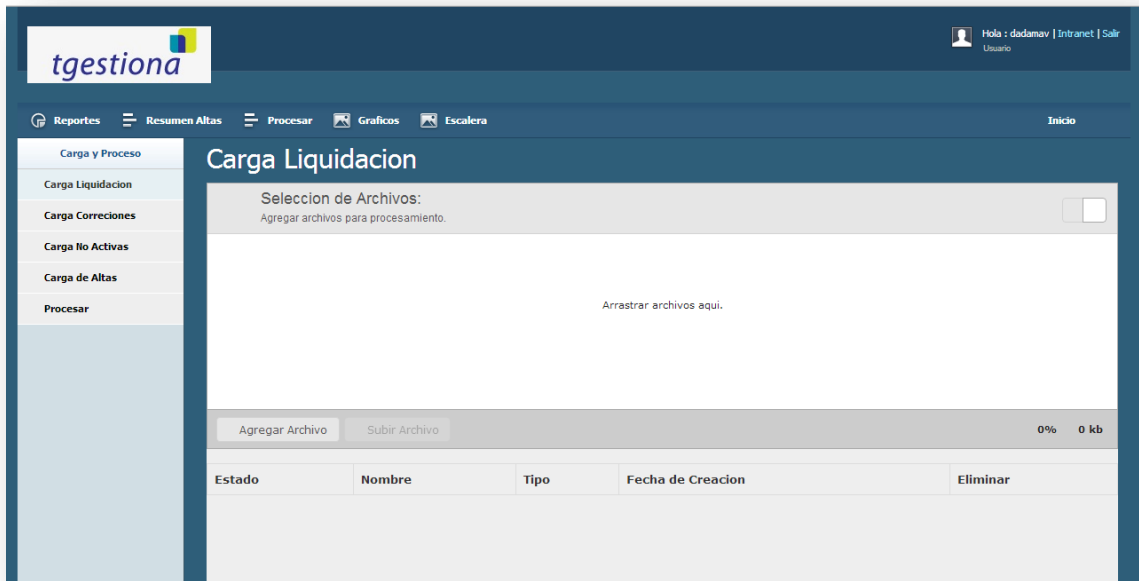 tgestiona
Hola : dadamav | Intranet | Salir
Usuario
Reportes Resumen Altas Procesar Graficos Escalera Inicio
Carga y Proceso
Carga Liquidacion
Carga Correciones
Carga No Activas
Carga de Altas
Procesar
Carga Liquidacion
Seleccion de Archivos:
Agregar archivos para procesamiento.
Arrastrar archivos aqui.
Agregar Archivo Subir Archivo 0% 0 kb
Estado Nombre Tipo Fecha de Creacion Eliminar